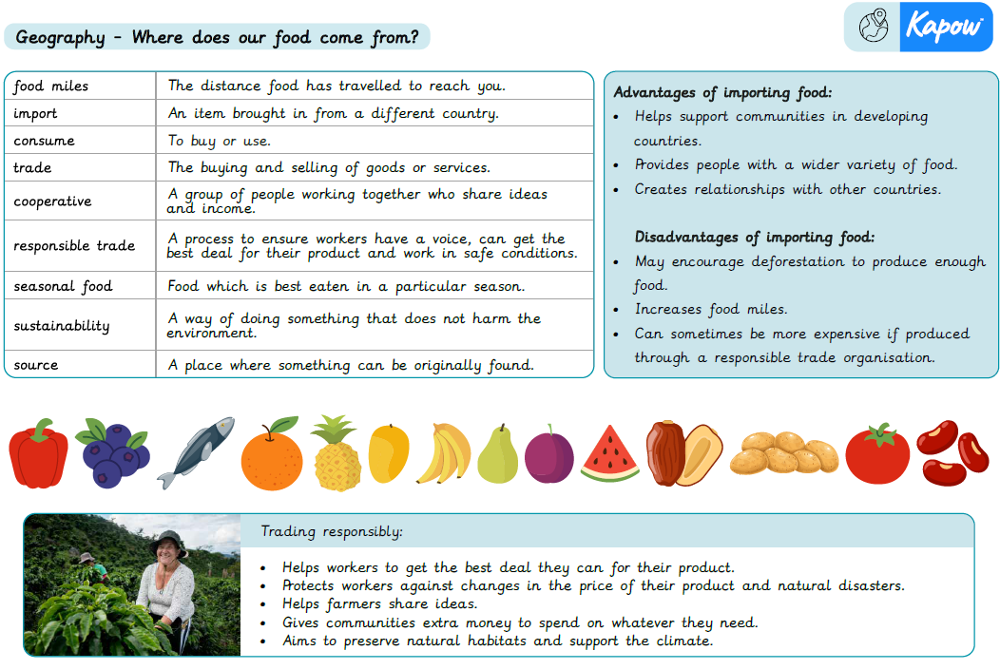 Geography - Where does our food come from?
Kapow
food miles
The distance food has travelled to reach you.
import
An item brought in from a different country.
consume
To buy or use.
trade
The buying and selling of goods or services.
cooperative
A group of people working together who share ideas
and income.
responsible trade
A process to ensure workers have a voice, can get the
best deal for their product and work in safe conditions.
seasonal food
Food which is best eaten in a particular season.
sustainability
A way of doing something that does not harm the
environment.
source
A place where something can be originally found.
Advantages of importing food:
• Helps support communities in developing
countries.
• Provides people with a wider variety of food.
• Creates relationships with other countries.
Disadvantages of importing food:
• May encourage deforestation to produce enough
food.
• Increases food miles.
• Can sometimes be more expensive if produced
through a responsible trade organisation.
Trading responsibly:
• Helps workers to get the best deal they can for their product.
• Protects workers against changes in the price of their product and natural disasters.
• Helps farmers share ideas.
• Gives communities extra money to spend on whatever they need.
• Aims to preserve natural habitats and support the climate.